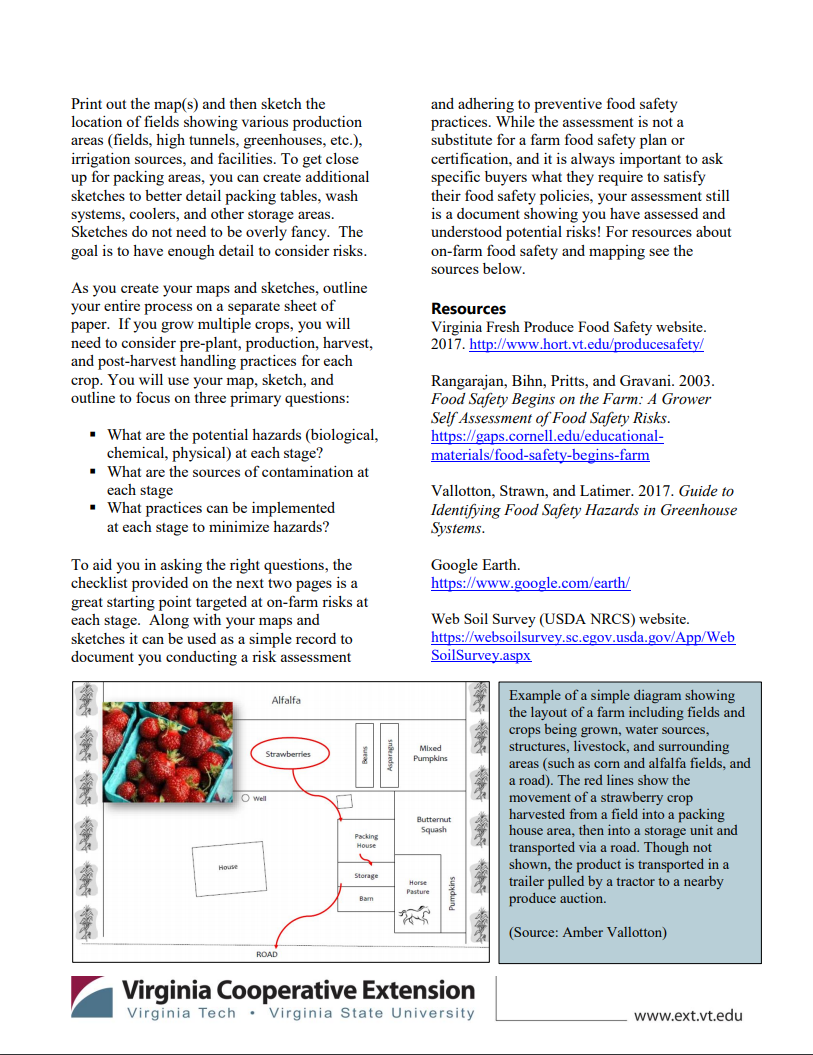 Print out the map(s) and then sketch the
location of fields showing various production
areas (fields, high tunnels, greenhouses, etc.),
irrigation sources, and facilities. To get close
up for packing areas, you can create additional
sketches to better detail packing tables, wash
systems, coolers, and other storage areas.
Sketches do not need to be overly fancy.  The
goal is to have enough detail to consider risks.
As you create your maps and sketches, outline
your entire process on a separate sheet of
paper.  If you grow multiple crops, you will
need to consider pre-plant, production, harvest,
and post-harvest handling practices for each
crop. You will use your map, sketch, and
outline to focus on three primary questions:
▪ What are the potential hazards (biological,
chemical, physical) at each stage?
▪ What are the sources of contamination at
each stage
▪ What practices can be implemented
at each stage to minimize hazards?
To aid you in asking the right questions, the
checklist provided on the next two pages is a
great starting point targeted at on-farm risks at
each stage.  Along with your maps and
sketches it can be used as a simple record to
document you conducting a risk assessment
and adhering to preventive food safety
practices. While the assessment is not a
substitute for a farm food safety plan or
certification, and it is always important to ask
specific buyers what they require to satisfy
their food safety policies, your assessment still
is a document showing you have assessed and
understood potential risks! For resources about
on-farm food safety and mapping see the
sources below.
Resources
Virginia Fresh Produce Food Safety website.
2017. http://www.hort.vt.edu/producesafety/
Rangarajan, Bihn, Pritts, and Gravani. 2003.
Food Safety Begins on the Farm: A Grower
Self Assessment of Food Safety Risks.
https://gaps.cornell.edu/educational-
materials/food-safety-begins-farm
Vallotton, Strawn, and Latimer. 2017. Guide to
Identifying Food Safety Hazards in Greenhouse
Systems.
Google Earth.
https://www.google.com/earth/
Web Soil Survey (USDA NRCS) website.
https://websoilsurvey.sc.egov.usda.gov/App/Web
SoilSurvey.aspx
Alfalfa
Strawberries
Beans
Asparagus
Mixed
Pumpkins
Well
Butternut
Squash
Packing
House
House
Storage
Horse
Pasture
Pumpkins
Barn
ROAD
Example of a simple diagram showing
the layout of a farm including fields and
crops being grown, water sources,
structures, livestock, and surrounding
areas (such as corn and alfalfa fields, and
a road). The red lines show the
movement of a strawberry crop
harvested from a field into a packing
house area, then into a storage unit and
transported via a road. Though not
shown, the product is transported in a
trailer pulled by a tractor to a nearby
produce auction.
(Source: Amber Vallotton)
Virginia Cooperative Extension
Virginia Tech • Virginia State University
www.ext.vt.edu